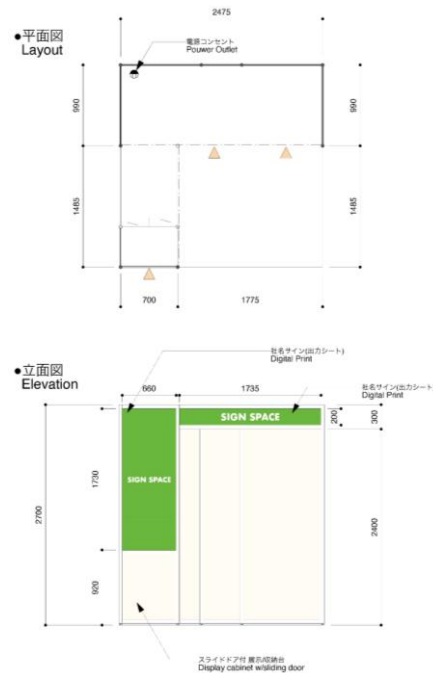 2475
●平面図
Layout
電源コンセント
Pouwer Outlet
990
990
1485
1485
700
1775
社名サイン(出力シート)
Digital Print
●立面図
Elevation
660
1735
社名サイン(出力シート
Digital Print
SIGN SPACE
200
300
SIGN SPACE
1730
2700
2400
920
スライドドア付 展示/収納台
Display cabinet w/sliding door